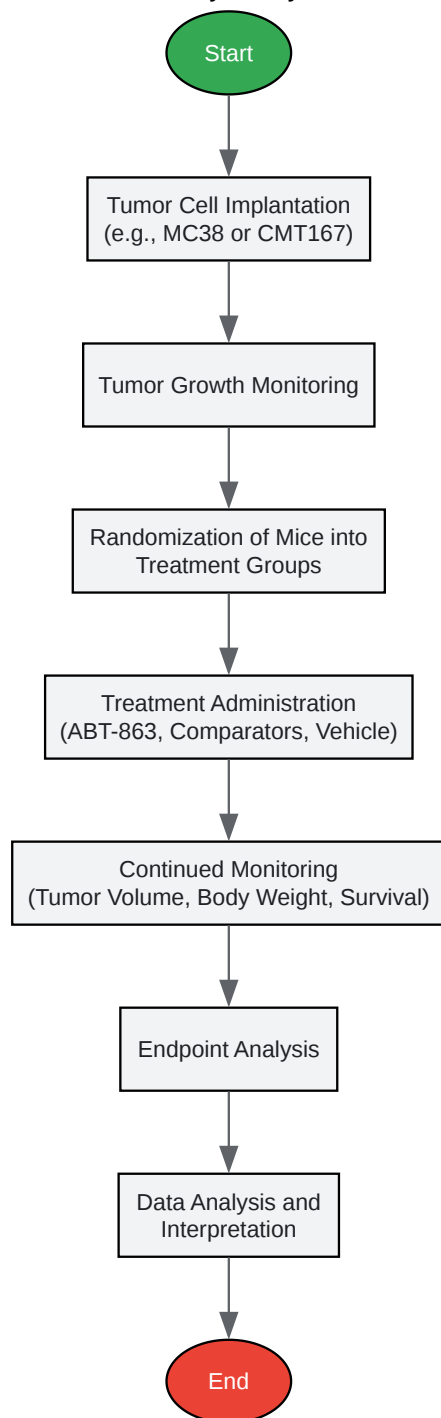 Start
Tumor Cell Implantation
(e.g., MC38 or CMT167)
Tumor Growth Monitoring
Randomization of Mice into
Treatment Groups
Treatment Administration
(ABT-863, Comparators, Vehicle)
Continued Monitoring
(Tumor Volume, Body Weight, Survival)
Endpoint Analysis
Data Analysis and
Interpretation
End